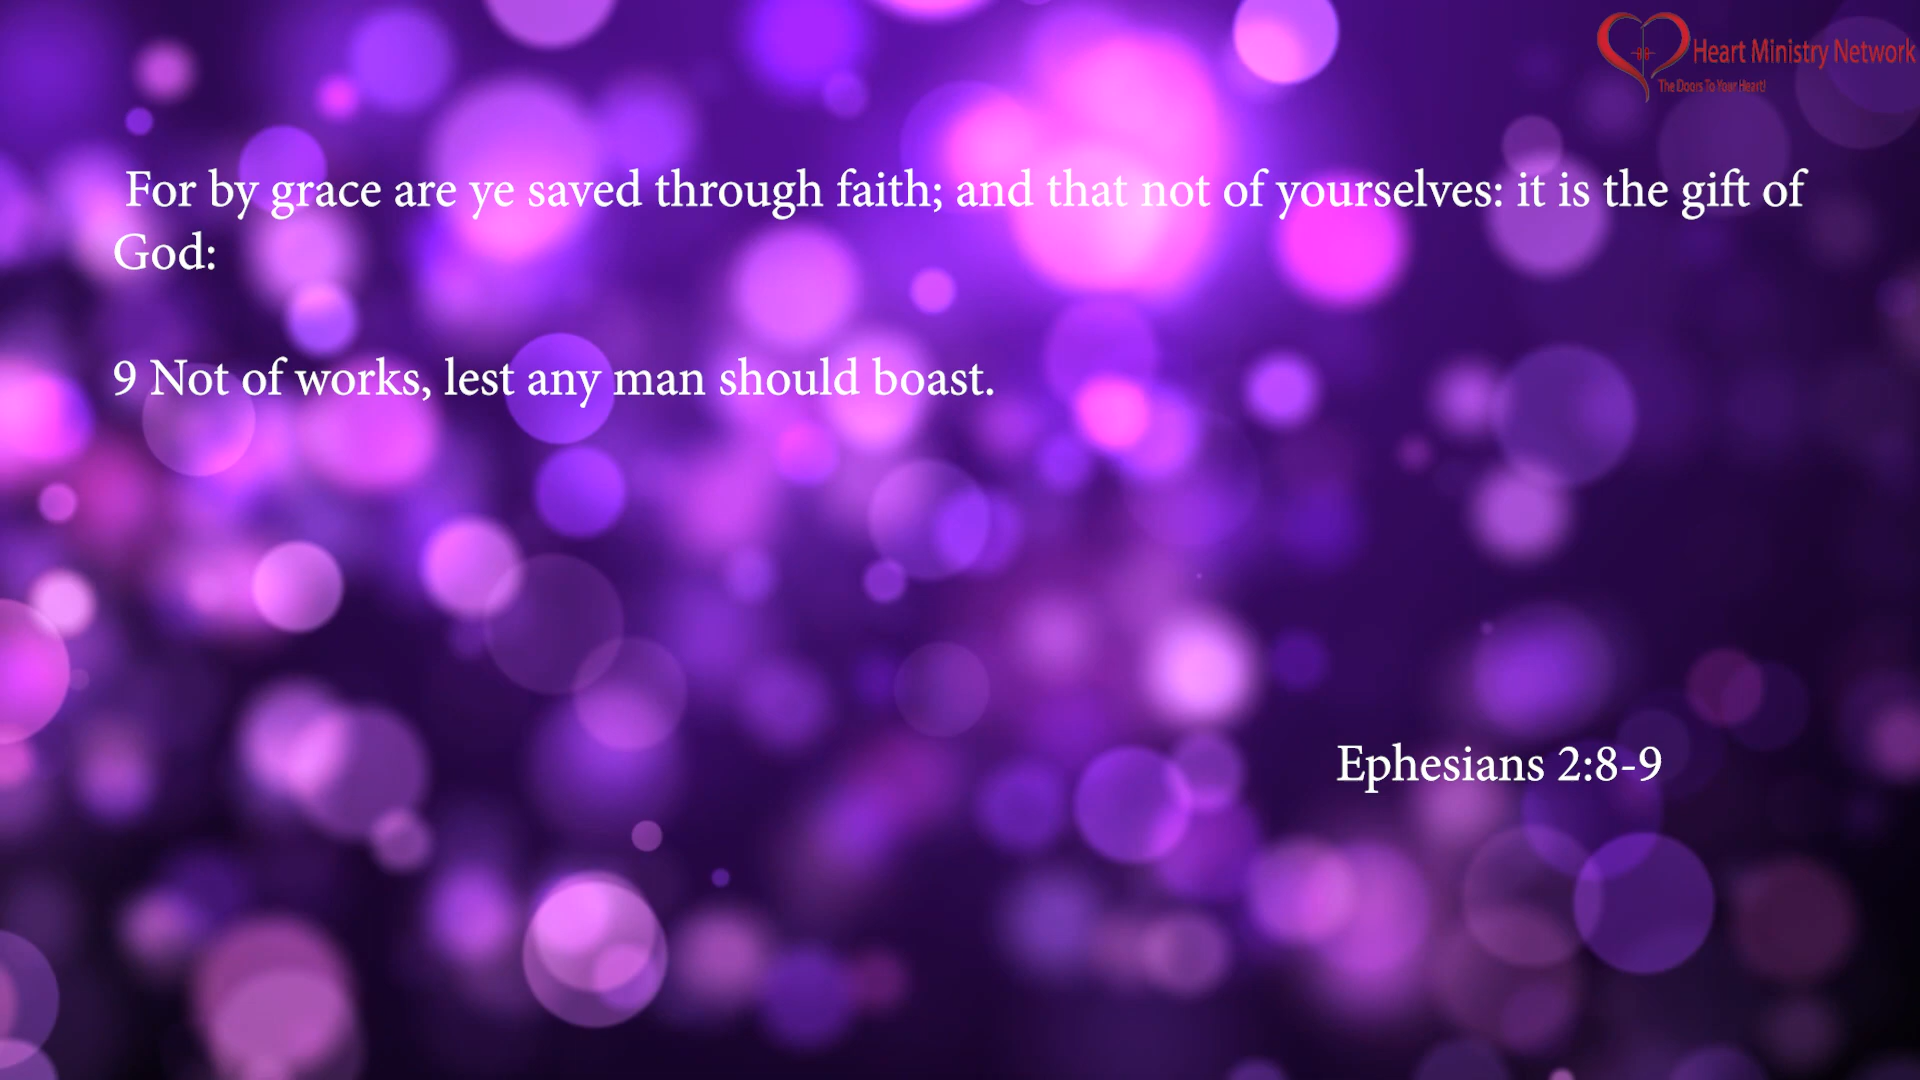 Heart Ministry Network
The Doors To Your Heart!
For by grace are ye saved through faith; and that not of yourselves: it is the gift of
God:
9 Not of works, lest any man should boast.
Ephesians 2:8-9